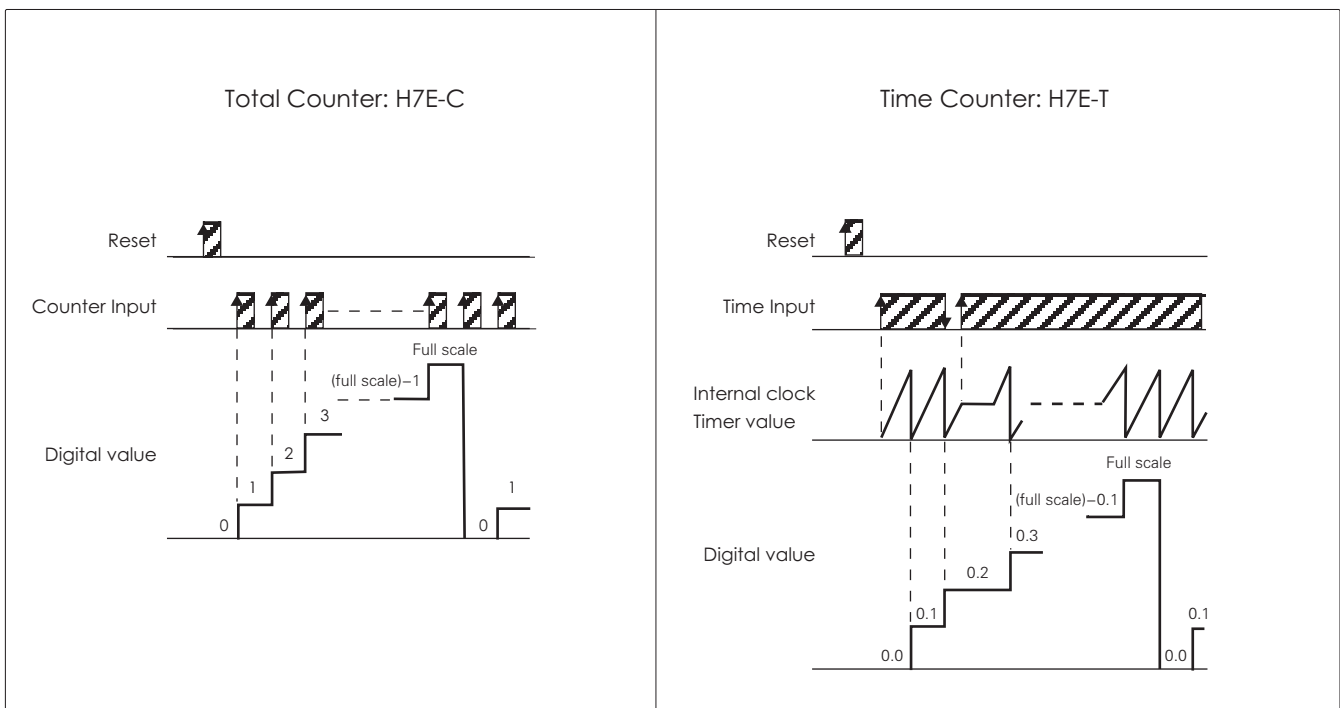 Total Counter: H7E-C
Reset
Counter Input
Full scale
(full scale)−1
3
Digital value
2
1
1
0
0
Time Counter: H7E-T
Reset
Time Input
Internal clock
Timer value
Full scale
(full scale)−0.1
0.3
Digital value
0.2
0.1
0.1
0.0
0.0